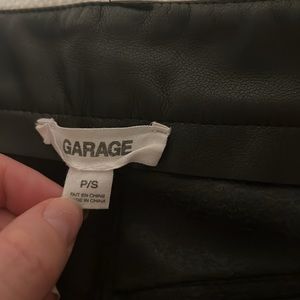 GARAGE
P/S
FAIT EN CHINE
MADE IN CHINA